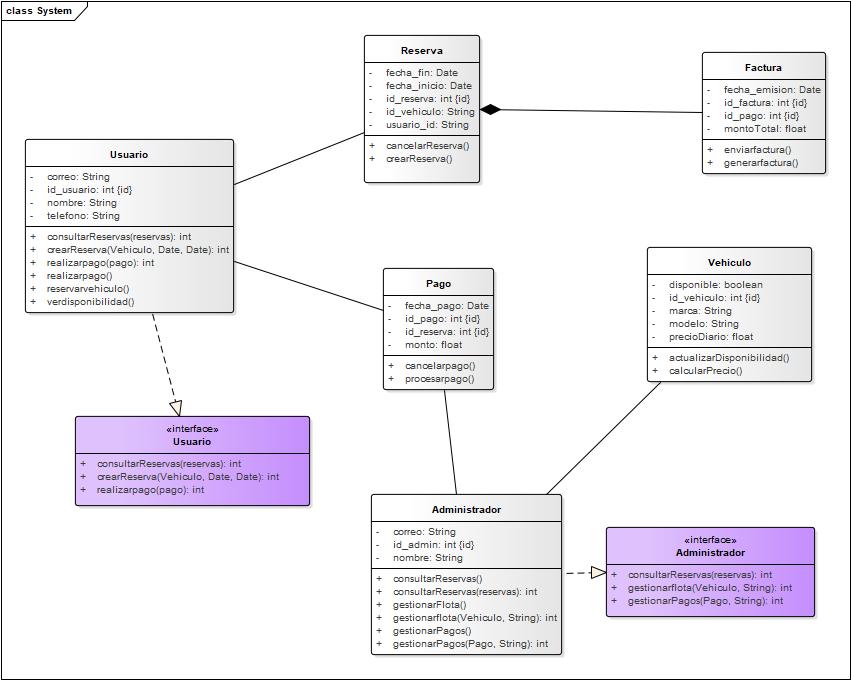 class System
Reserva
- fecha_fin: Date
- fecha_inicio: Date
- id_reserva: int {id}
- id_vehiculo: String
- usuario_id: String
+ cancelarReserva()
+ crearReserva()
Factura
- fecha_emision: Date
- id_factura: int {id}
- id_pago: int {id}
- montoTotal: float
+ enviarfactura()
+ generarfactura()
Usuario
- correo: String
- id_usuario: int {id}
- nombre: String
- telefono: String
+ consultarReservas(reservas): int
+ crearReserva(Vehiculo, Date, Date): int
+ realizarpago(pago): int
+ realizarpago()
+ reservarvehiculo()
+ verdisponibilidad()
Pago
- fecha_pago: Date
- id_pago: int {id}
- id_reserva: int {id}
- monto: float
+ cancelarpago()
+ procesarpago()
Vehiculo
- disponible: boolean
- id_vehiculo: int {id}
- marca: String
- modelo: String
- precioDiario: float
+ actualizarDisponibilidad()
+ calcularPrecio()
«interface»
Usuario
+ consultarReservas(reservas): int
+ crearReserva(Vehiculo, Date, Date): int
+ realizarpago(pago): int
Administrador
- correo: String
- id_admin: int {id}
- nombre: String
+ consultarReservas()
+ consultarReservas(reservas): int
+ gestionarFlota()
+ gestionarflota(Vehiculo, String): int
+ gestionarPagos()
+ gestionarPagos(Pago, String): int
«interface»
Administrador
+ consultarReservas(reservas): int
+ gestionarflota(Vehiculo, String): int
+ gestionarPagos(Pago, String): int